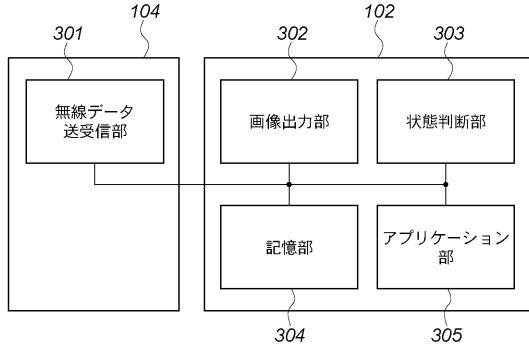 104
102
301
302
303
無線データ
送受信部
画像出力部
状態判断部
記憶部
アプリケーション
部
304
305